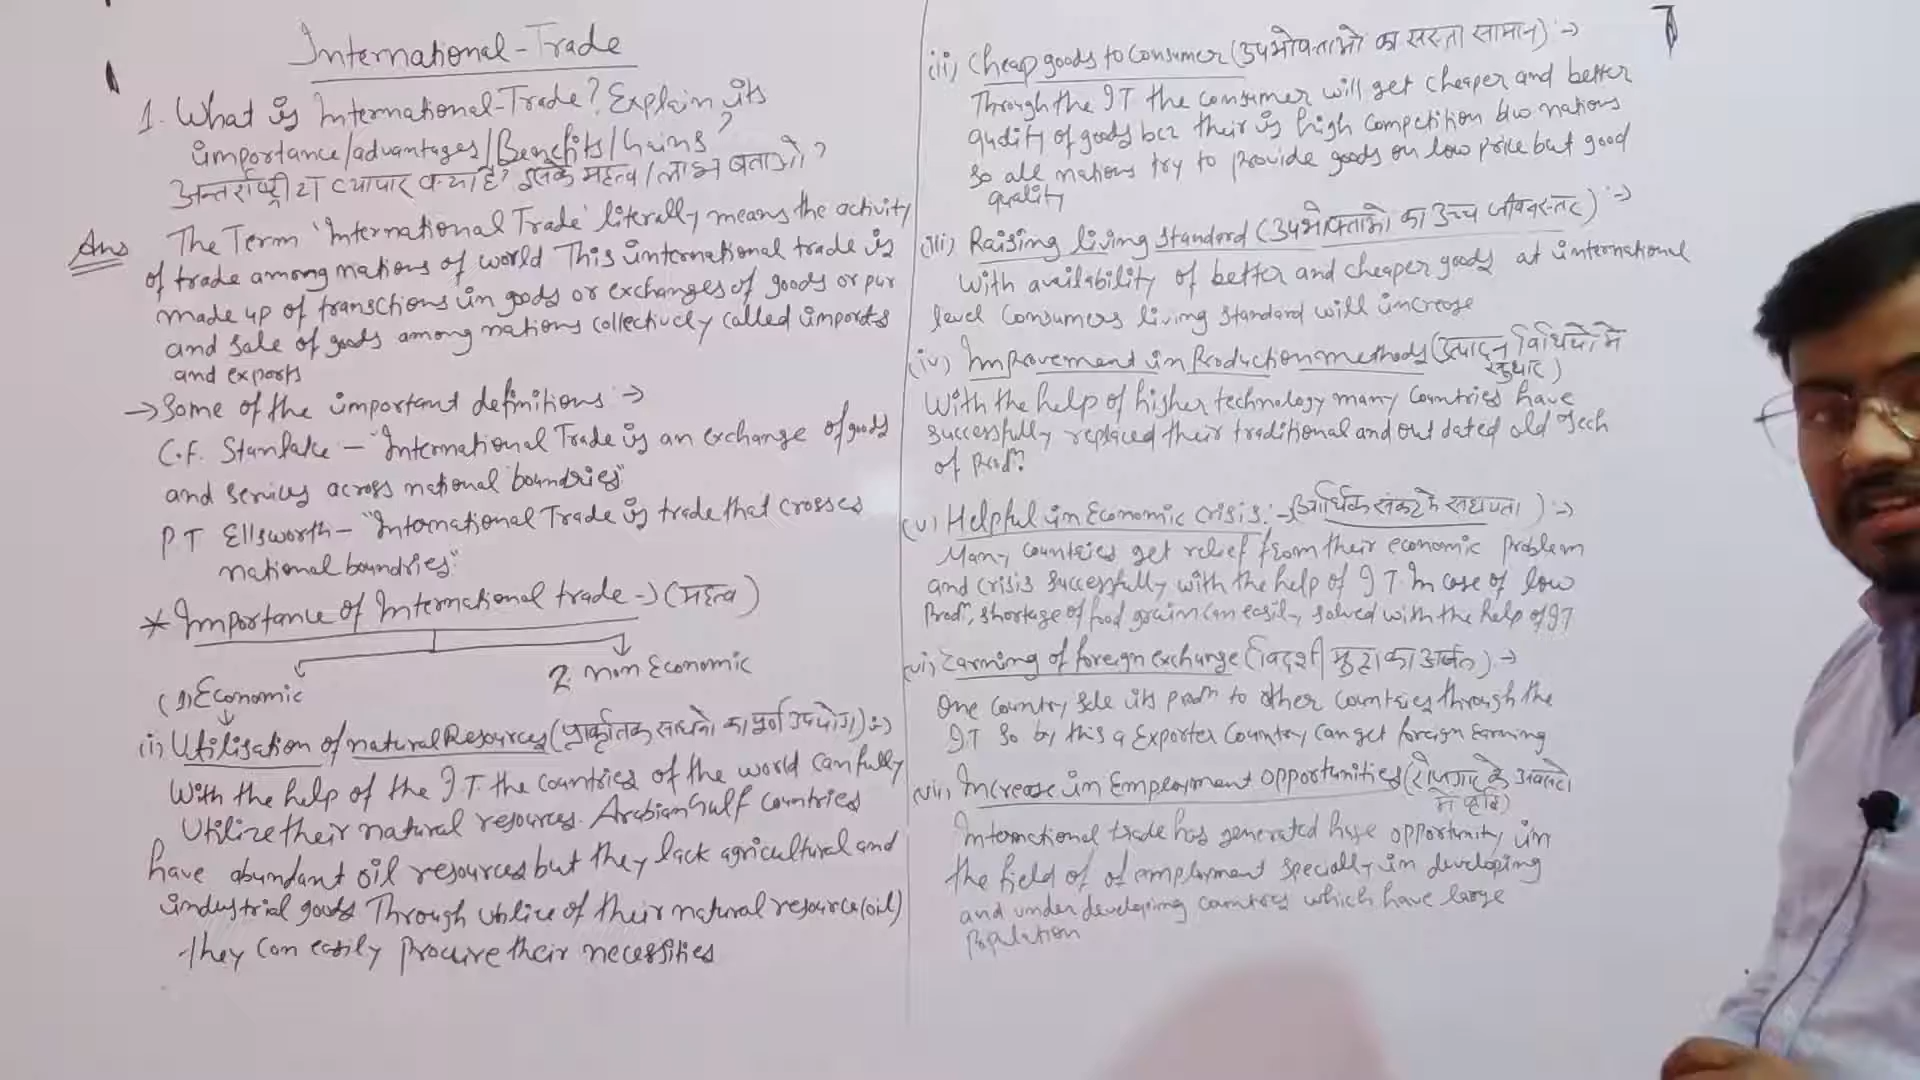 International-Trade
1. What is International-Trade? Explain its
importance/advantages/Benefits/Gains?
अन्तर्राष्ट्रीय व्यापार क्या है? इसके महत्व/लाभ बताओ?
Ans The Term 'International Trade' literally means the activity
of trade among nations of world This international trade is
made up of transctions in goods or exchanges of goods or pur
and sale of goods among nations collectively called imports
and exports
→ Some of the important definitions :→
C.F. Stanlake – "International Trade is an exchange of goods
and services across national boundries"
P T Ellsworth – "International Trade is trade that crosses
national boundries"
* Importance of International trade → (महत्व)
(1) Economic
2. non Economic
(i) Utilisation of natural Resources (प्राकृतिक साधनो का पूर्ण उपयोग) :→
With the help of the I T. the countries of the world can fully
Utilize their natural resources. Arabian Gulf Countries
have abundant oil resources but they lack agricultural and
industrial goods Through of their natural resource (oil)
they can easily procure their necessities
(ii) Cheap goods to Consumer (उपभोक्ताओ का सस्ता सामान) :→
Through the IT the consumer will get cheaper and better
quality of goods bcz their is high competition b/w nations
So all nations try to provide goods on low price but good
quality
(iii) Raising living standard (उपभोक्ताओ का उच्च जीवनस्तर) :→
With availability of better and cheaper goods at international
level Consumers living standard will increase
(iv) Improvement in Production methods (उत्पादन विधियो मे
सुधार)
With the help of higher technology many Countries have
successfully replaced their traditional and out dated old Tech
of Prodn
(v) Helpful in Economic crisis :→ (आर्थिक संकट मे सहायता) :→
Many countries get relief from their economic problem
and crisis successfully with the help of I T. In case of low
Prodn, shortage of food grain can easily solved with the help of IT
(vi) Earning of foreign exchange (विदेशी मुद्रा का अर्जन) :→
One country sele its prodn to other countries through the
IT So by this a Exporter Country can get foreign Earning
(vii) Increase in Employment opportunities (रोजगार के अवसरो
मे वृद्धि)
International trade has generated huge opportunity in
the field of of employment specially in developing
and under developing countres which have large
Population